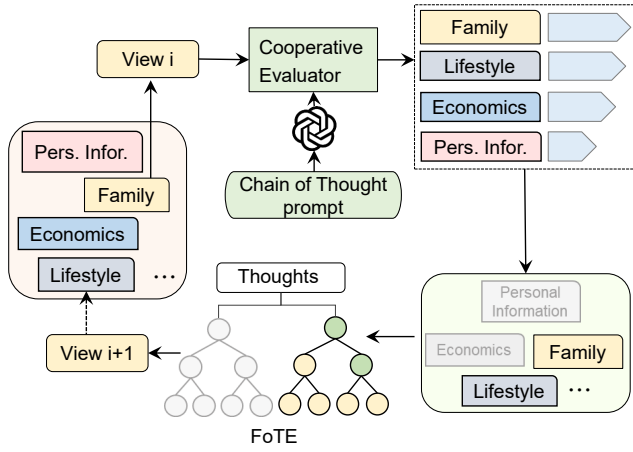 View i
Cooperative
Evaluator
Family
Lifestyle
Economics
Pers. Infor.
Pers. Infor.
Family
Economics
Lifestyle
...
Chain of Thought
prompt
Thoughts
Personal
Information
Economics
Family
Lifestyle
...
View i+1
FoTE